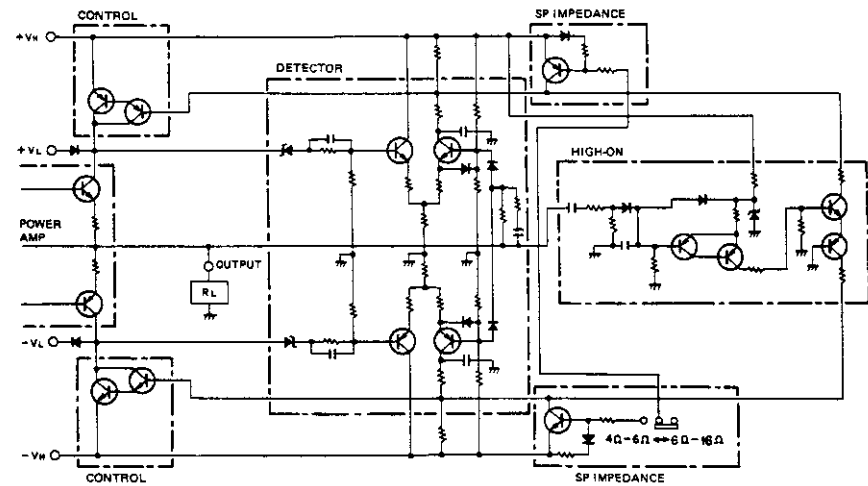 CONTROL
SP IMPEDANCE
+VH
DETECTOR
+VL
HIGH-ON
POWER
AMP
OUTPUT
RL
-VL
4Ω-6Ω ↔ 6Ω-16Ω
-VH
CONTROL
SP IMPEDANCE